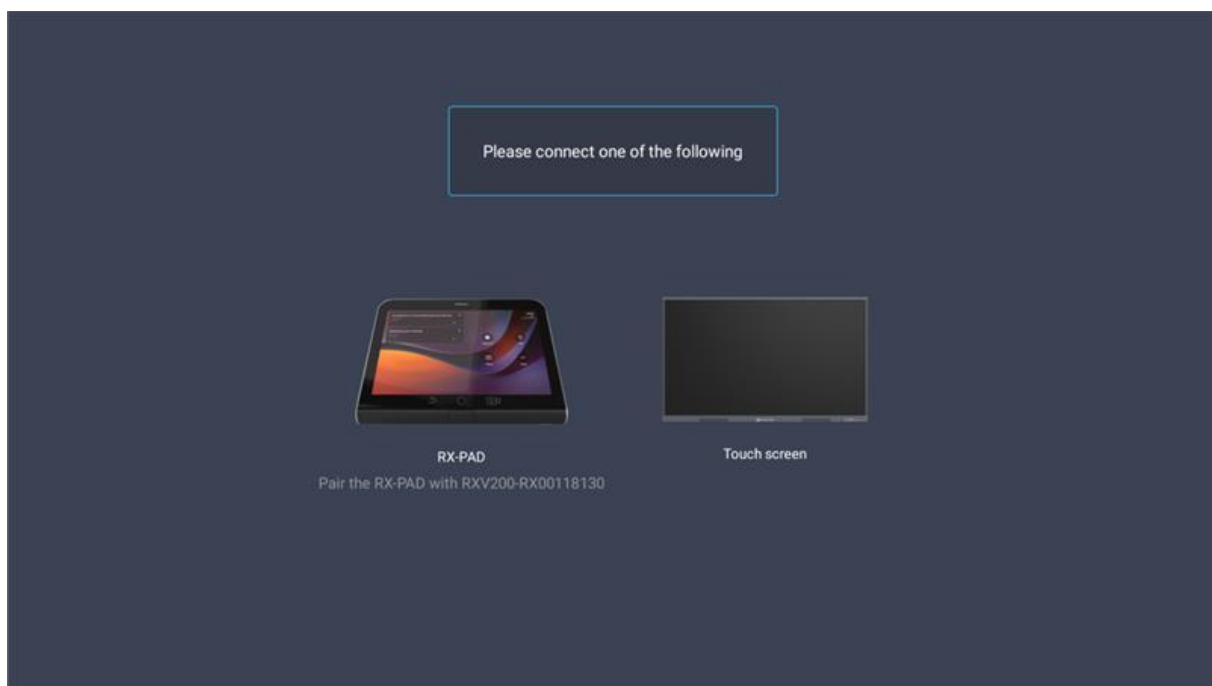 Please connect one of the following
RX-PAD
Touch screen
Pair the RX-PAD with RXV200-RX00118130